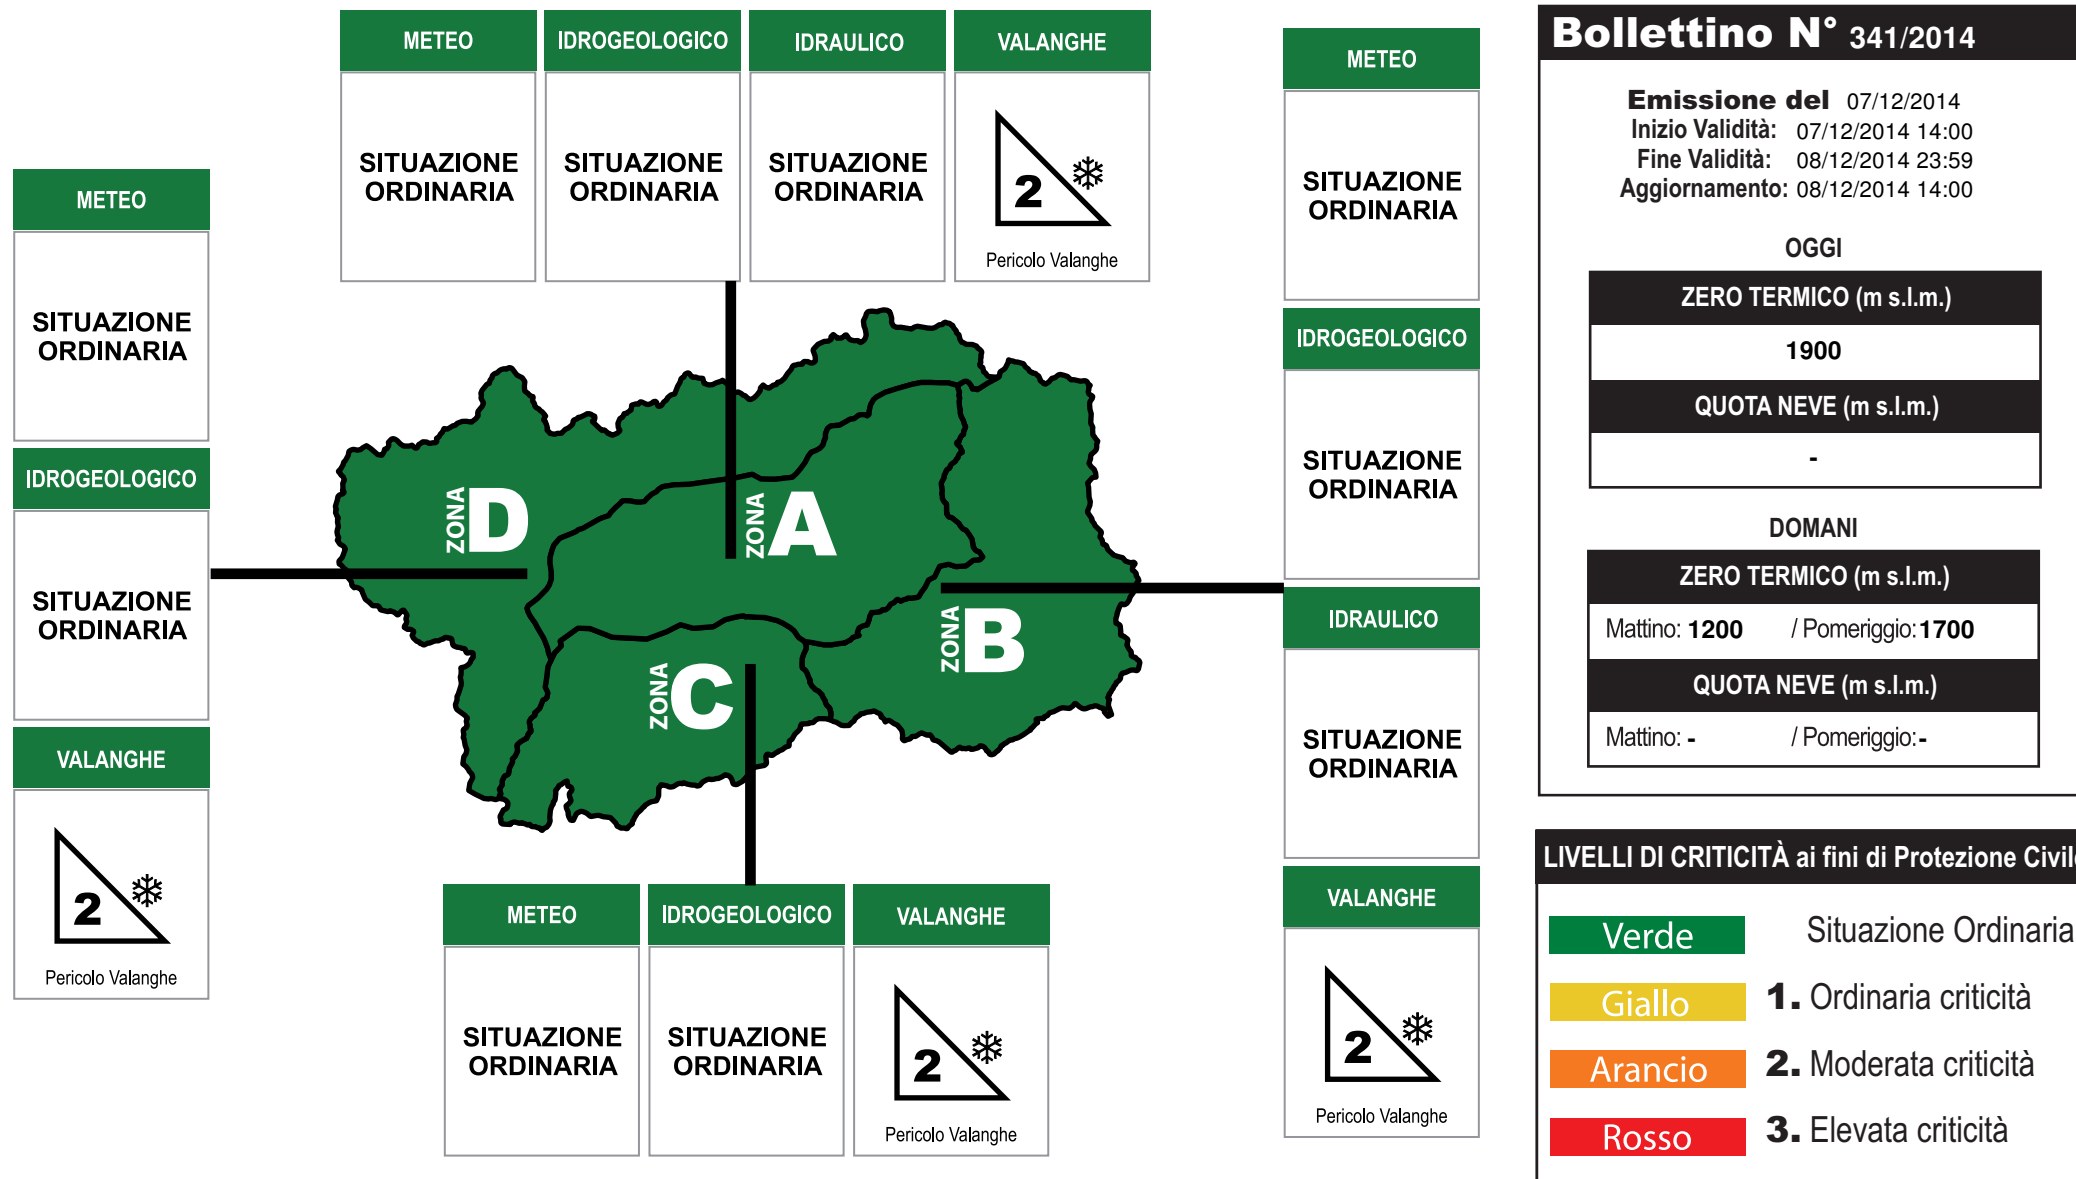 METEO IDROGEOLOGICO IDRAULICO VALANGHE
SITUAZIONE ORDINARIA
SITUAZIONE ORDINARIA
SITUAZIONE ORDINARIA
2
Pericolo Valanghe
METEO
SITUAZIONE
ORDINARIA
IDROGEOLOGICO
SITUAZIONE
ORDINARIA
VALANGHE
2
Pericolo Valanghe
ZONA D
ZONA A
ZONA B
ZONA C
METEO
SITUAZIONE
ORDINARIA
IDROGEOLOGICO
SITUAZIONE
ORDINARIA
IDRAULICO
SITUAZIONE
ORDINARIA
VALANGHE
2
Pericolo Valanghe
METEO IDROGEOLOGICO VALANGHE
SITUAZIONE ORDINARIA
SITUAZIONE ORDINARIA
2
Pericolo Valanghe
Bollettino N° 341/2014
Emissione del 07/12/2014
Inizio Validità: 07/12/2014 14:00
Fine Validità: 08/12/2014 23:59
Aggiornamento: 08/12/2014 14:00
OGGI
ZERO TERMICO (m s.l.m.)
1900
QUOTA NEVE (m s.l.m.)
-
DOMANI
ZERO TERMICO (m s.l.m.)
Mattino: 1200 / Pomeriggio: 1700
QUOTA NEVE (m s.l.m.)
Mattino: - / Pomeriggio: -
LIVELLI DI CRITICITÀ ai fini di Protezione Civile
Verde Situazione Ordinaria
Giallo 1. Ordinaria criticità
Arancio 2. Moderata criticità
Rosso 3. Elevata criticità